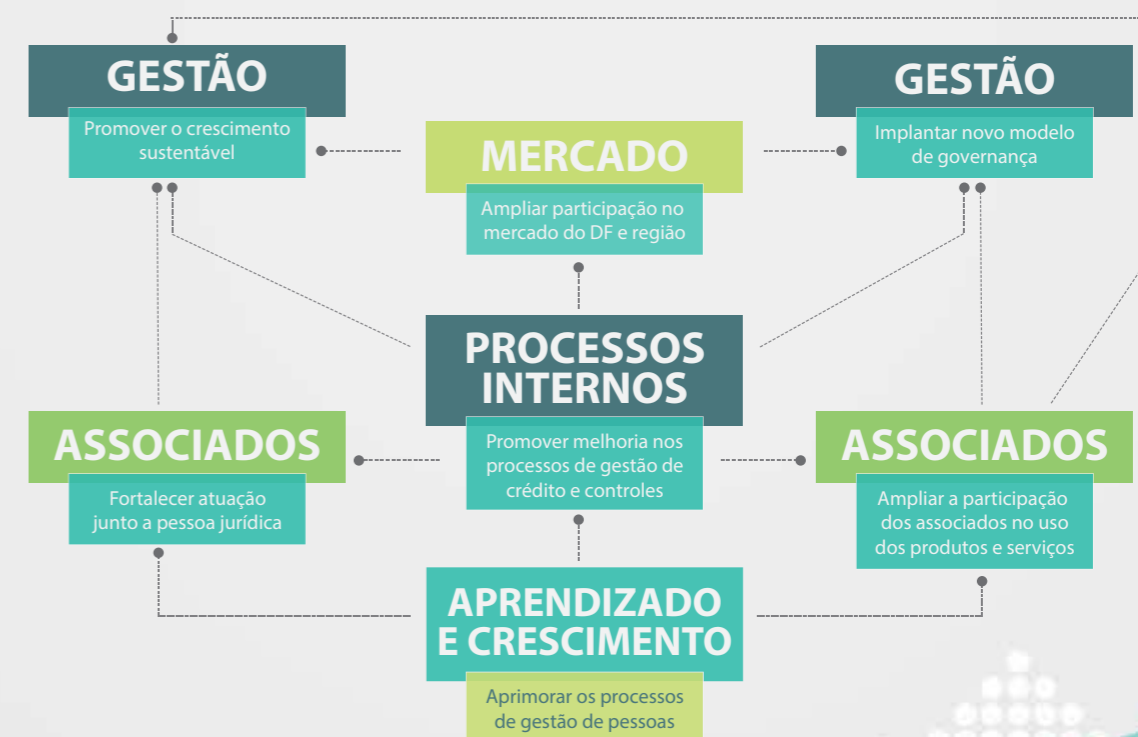 GESTÃO
Promover o crescimento
sustentável
MERCADO
Ampliar participação no
mercado do DF e região
GESTÃO
Implantar novo modelo
de governança
PROCESSOS
INTERNOS
Promover melhoria nos
processos de gestão de
crédito e controles
ASSOCIADOS
Fortalecer atuação
junto a pessoa jurídica
ASSOCIADOS
Ampliar a participação
dos associados no uso
dos produtos e serviços
APRENDIZADO
E CRESCIMENTO
Aprimorar os processos
de gestão de pessoas